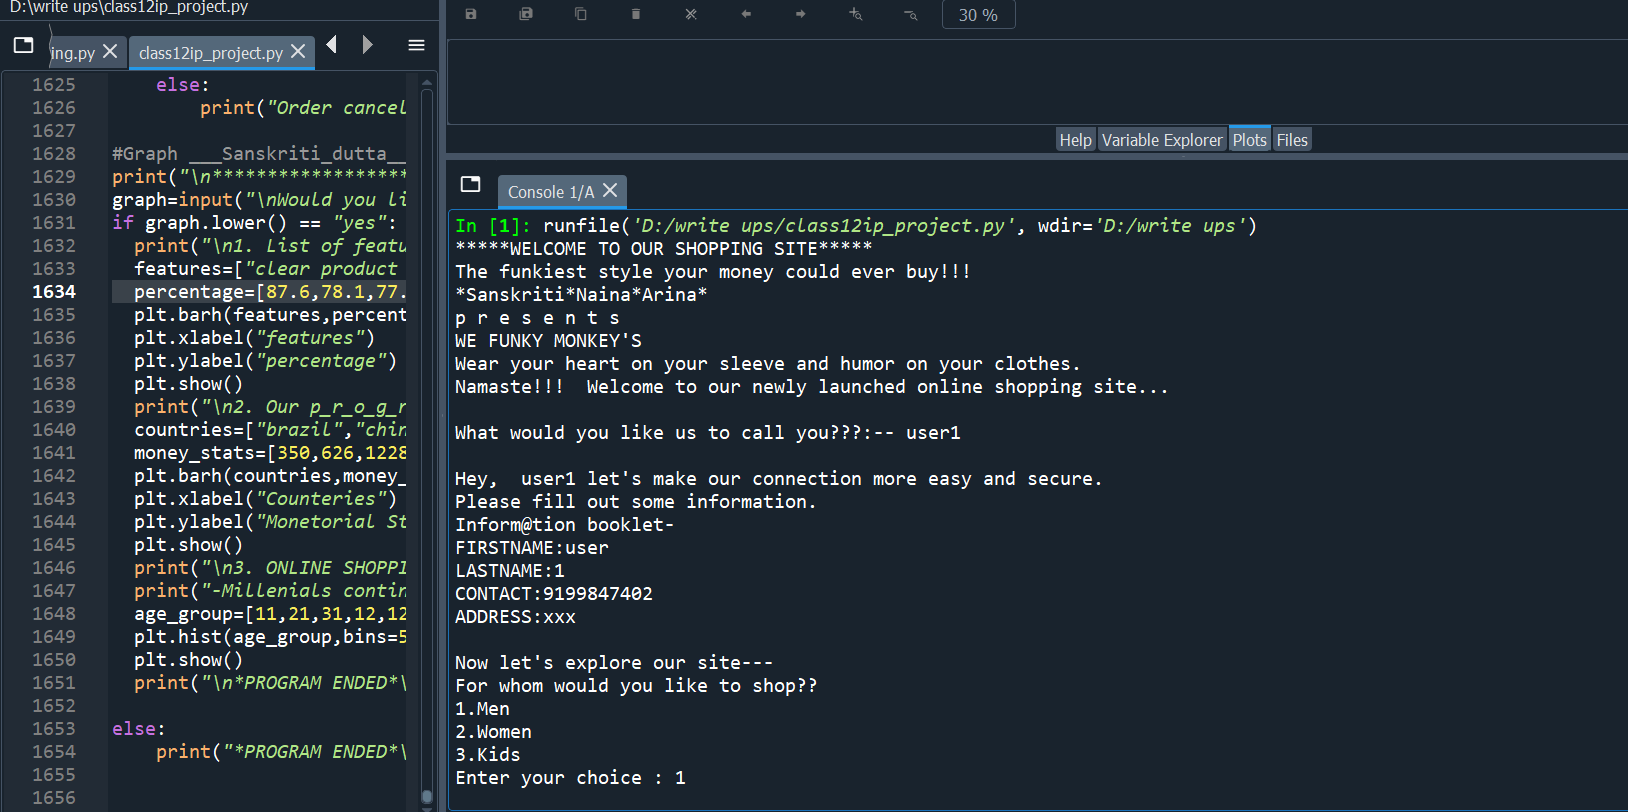 D:\write ups\class12ip_project.py
30 %
ing.py
class12ip_project.py
1625 else:
1626 print("Order cancel
1627
1628 #Graph ___Sanskriti_dutta__
1629 print("\n******************
1630 graph=input("\nWould you li
1631 if graph.lower() == "yes":
1632 print("\n1. List of featu
1633 features=["clear product
1634 percentage=[87.6,78.1,77.
1635 plt.barh(features,percent
1636 plt.xlabel("features")
1637 plt.ylabel("percentage")
1638 plt.show()
1639 print("\n2. Our p_r_o_g_r
1640 countries=["brazil","chin
1641 money_stats=[350,626,1228
1642 plt.barh(countries,money_
1643 plt.xlabel("Counteries")
1644 plt.ylabel("Monetorial St
1645 plt.show()
1646 print("\n3. ONLINE SHOPPI
1647 print("-Millenials contin
1648 age_group=[11,21,31,12,12
1649 plt.hist(age_group,bins=5
1650 plt.show()
1651 print("\n*PROGRAM ENDED*\
1652
1653 else:
1654 print("*PROGRAM ENDED*\
1655
1656
Help Variable Explorer Plots Files
Console 1/A
In [1]: runfile('D:/write ups/class12ip_project.py', wdir='D:/write ups')
*****WELCOME TO OUR SHOPPING SITE*****
The funkiest style your money could ever buy!!!
*Sanskriti*Naina*Arina*
p r e s e n t s
WE FUNKY MONKEY'S
Wear your heart on your sleeve and humor on your clothes.
Namaste!!!  Welcome to our newly launched online shopping site...
What would you like us to call you???:-- user1
Hey,  user1 let's make our connection more easy and secure.
Please fill out some information.
Inform@tion booklet-
FIRSTNAME:user
LASTNAME:1
CONTACT:9199847402
ADDRESS:xxx
Now let's explore our site---
For whom would you like to shop??
1.Men
2.Women
3.Kids
Enter your choice : 1